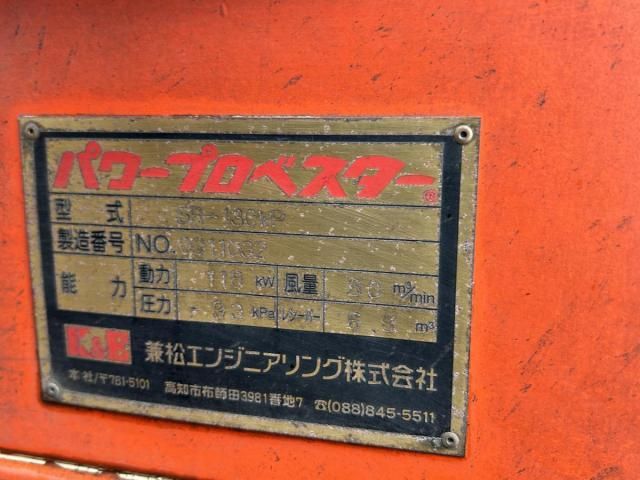 パワープロベスター®
型式
製造番号 NO.
能力 動力 110 kW 風量 50 m³/min
圧力 93 kPa レシーバー m³
K&E 兼松エンジニアリング株式会社
本社/〒781-5101 高知市布師田3981番地7 ☎(088)845-5511